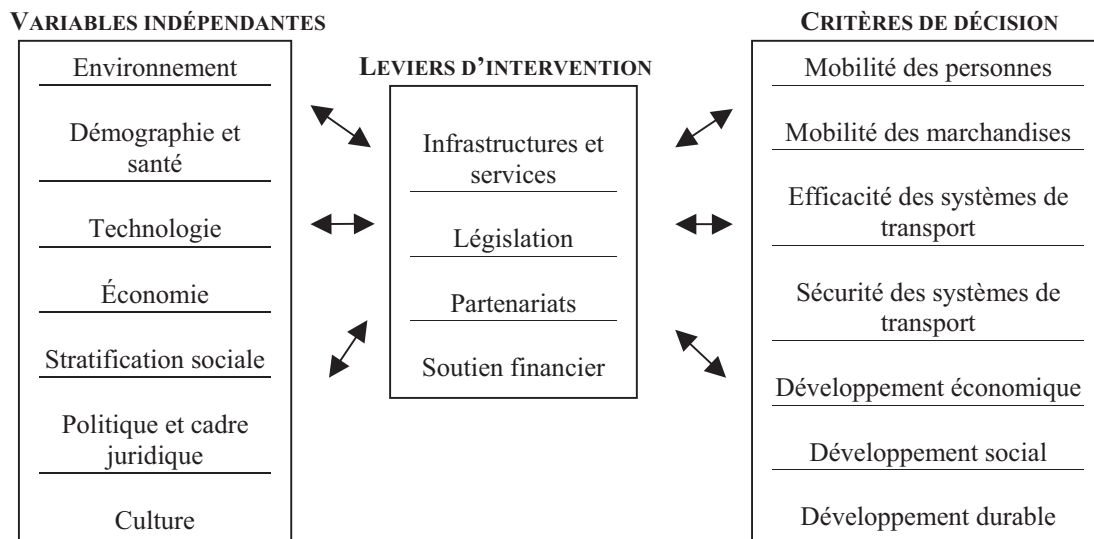 VARIABLES INDÉPENDANTES
Environnement
Démographie et
santé
Technologie
Économie
Stratification sociale
Politique et cadre
juridique
Culture
LEVIERS D'INTERVENTION
Infrastructures et
services
Législation
Partenariats
Soutien financier
CRITÈRES DE DÉCISION
Mobilité des personnes
Mobilité des marchandises
Efficacité des systèmes de
transport
Sécurité des systèmes de
transport
Développement économique
Développement social
Développement durable